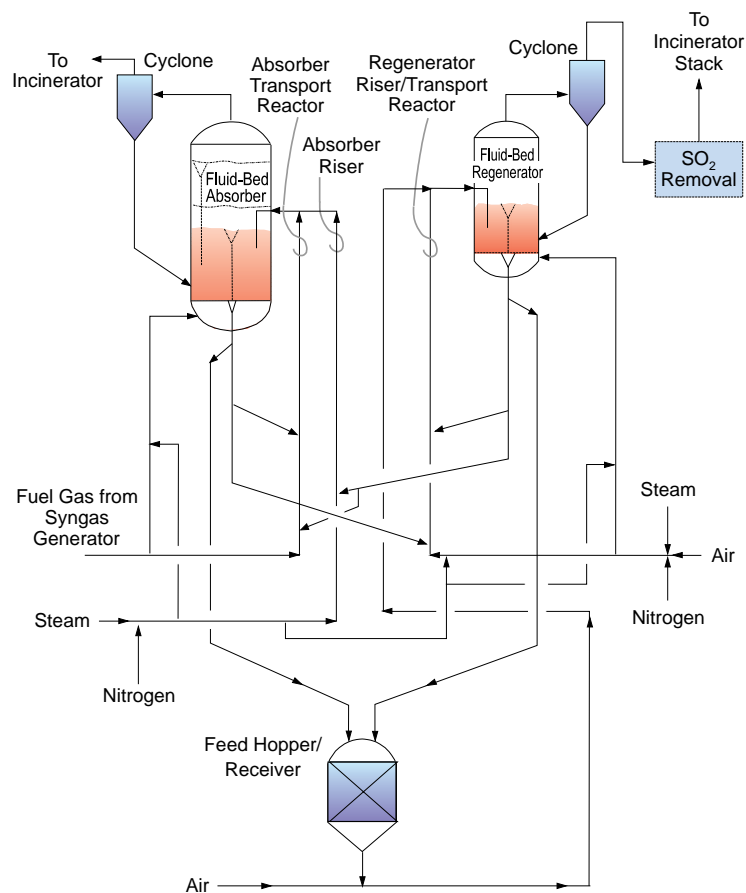 To
Incinerator
Cyclone
Absorber
Transport
Reactor
Regenerator
Riser/Transport
Reactor
Cyclone
To
Incinerator
Stack
Absorber
Riser
Fluid-Bed
Absorber
Fluid-Bed
Regenerator
SO2
Removal
Fuel Gas from
Syngas
Generator
Steam
Air
Nitrogen
Steam
Nitrogen
Feed Hopper/
Receiver
Air